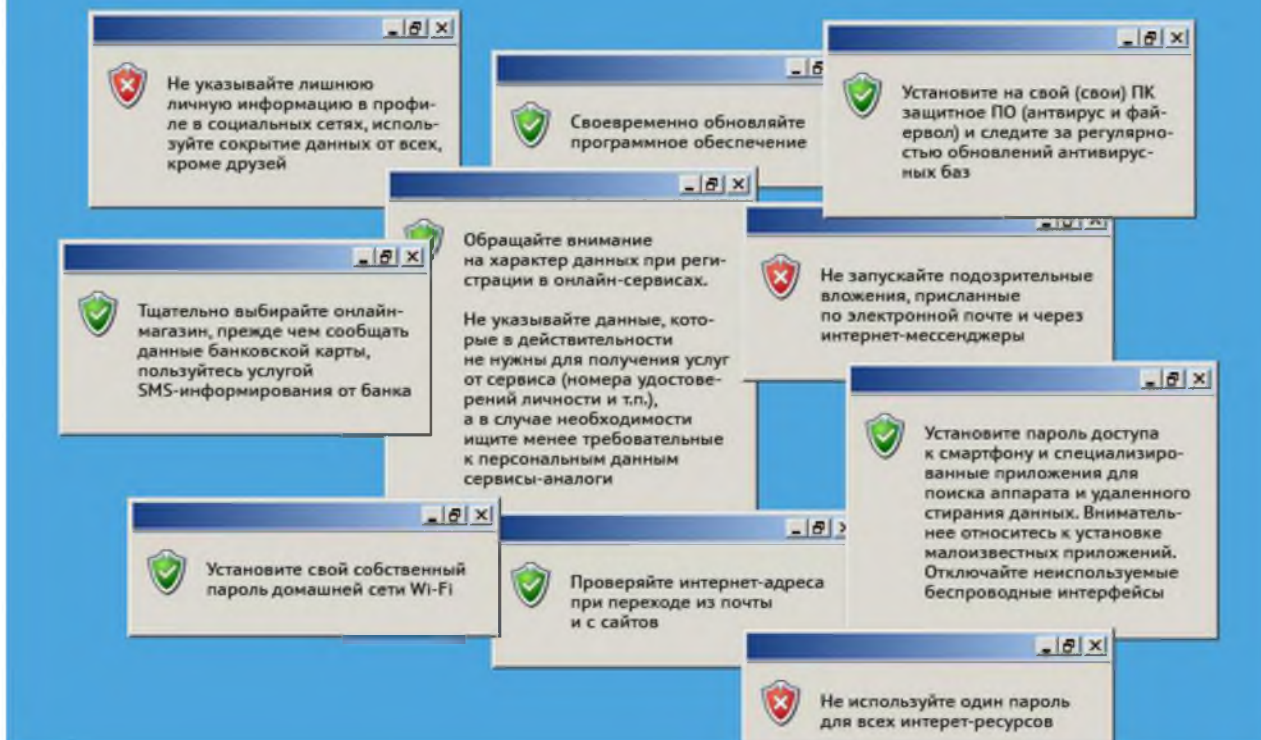 Не указывайте лишнюю
личную информацию в профи-
ле в социальных сетях, исполь-
зуйте сокрытие данных от всех,
кроме друзей
Своевременно обновляйте
программное обеспечение
Установите на свой (свои) ПК
защитное ПО (антвирус и фай-
ервол) и следите за регулярно-
стью обновлений антивирус-
ных баз
Обращайте внимание
на характер данных при реги-
страции в онлайн-сервисах.
Не указывайте данные, кото-
рые в действительности
не нужны для получения услуг
от сервиса (номера удостове-
рений личности и т.п.),
а в случае необходимости
ищите менее требовательные
к персональным данным
сервисы-аналоги
Тщательно выбирайте онлайн-
магазин, прежде чем сообщать
данные банковской карты,
пользуйтесь услугой
SMS-информирования от банка
Не запускайте подозрительные
вложения, присланные
по электронной почте и через
интернет-мессенджеры
Установите пароль доступа
к смартфону и специализиро-
ванные приложения для
поиска аппарата и удаленного
стирания данных. Вниматель-
нее относитесь к установке
малоизвестных приложений.
Отключайте неиспользуемые
беспроводные интерфейсы
Установите свой собственный
пароль домашней сети Wi-Fi
Проверяйте интернет-адреса
при переходе из почты
и с сайтов
Не используйте один пароль
для всех интерет-ресурсов